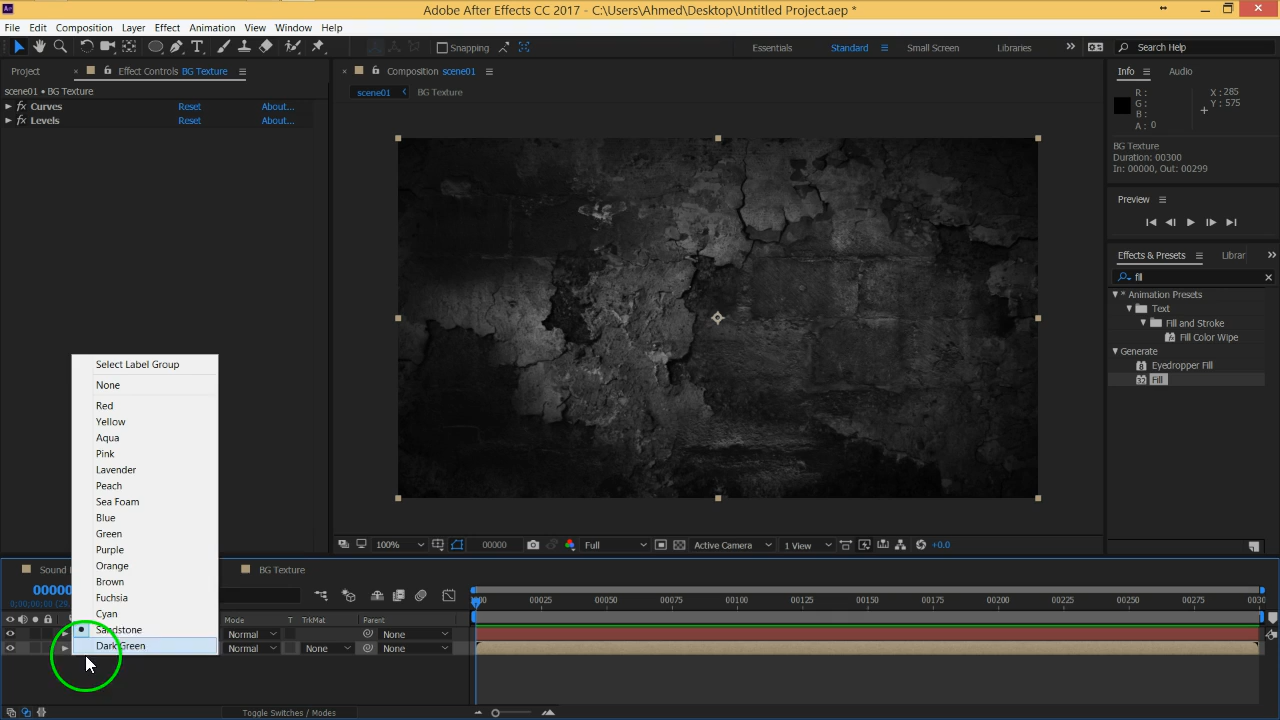 Adobe After Effects CC 2017 - C:\Users\Ahmed\Desktop\Untitled Project.aep *
File Edit Composition Layer Effect Animation View Window Help
Snapping
Essentials Standard Small Screen Libraries
Search Help
Project
Effect Controls BG Texture
scene01 • BG Texture
fx Curves Reset About...
fx Levels Reset About...
Composition scene01
scene01 BG Texture
100%
00000
Full
Active Camera
1 View
+0.0
Info Audio
R :
G :
B :
A : 0
X : 285
Y : 575
BG Texture
Duration: 00300
In: 00000, Out: 00299
Preview
Effects & Presets Librar
fill
* Animation Presets
Text
Fill and Stroke
Fill Color Wipe
Generate
Eyedropper Fill
Fill
Select Label Group
None
Red
Yellow
Aqua
Pink
Lavender
Peach
Sea Foam
Blue
Green
Purple
Orange
Brown
Fuchsia
Cyan
Sandstone
Dark Green
Sound
BG Texture
00000
00025 00050 00075 00100 00125 00150 00175 00200 00225 00250 00275
Mode T TrkMat Parent
Normal None
Normal None None
Toggle Switches / Modes